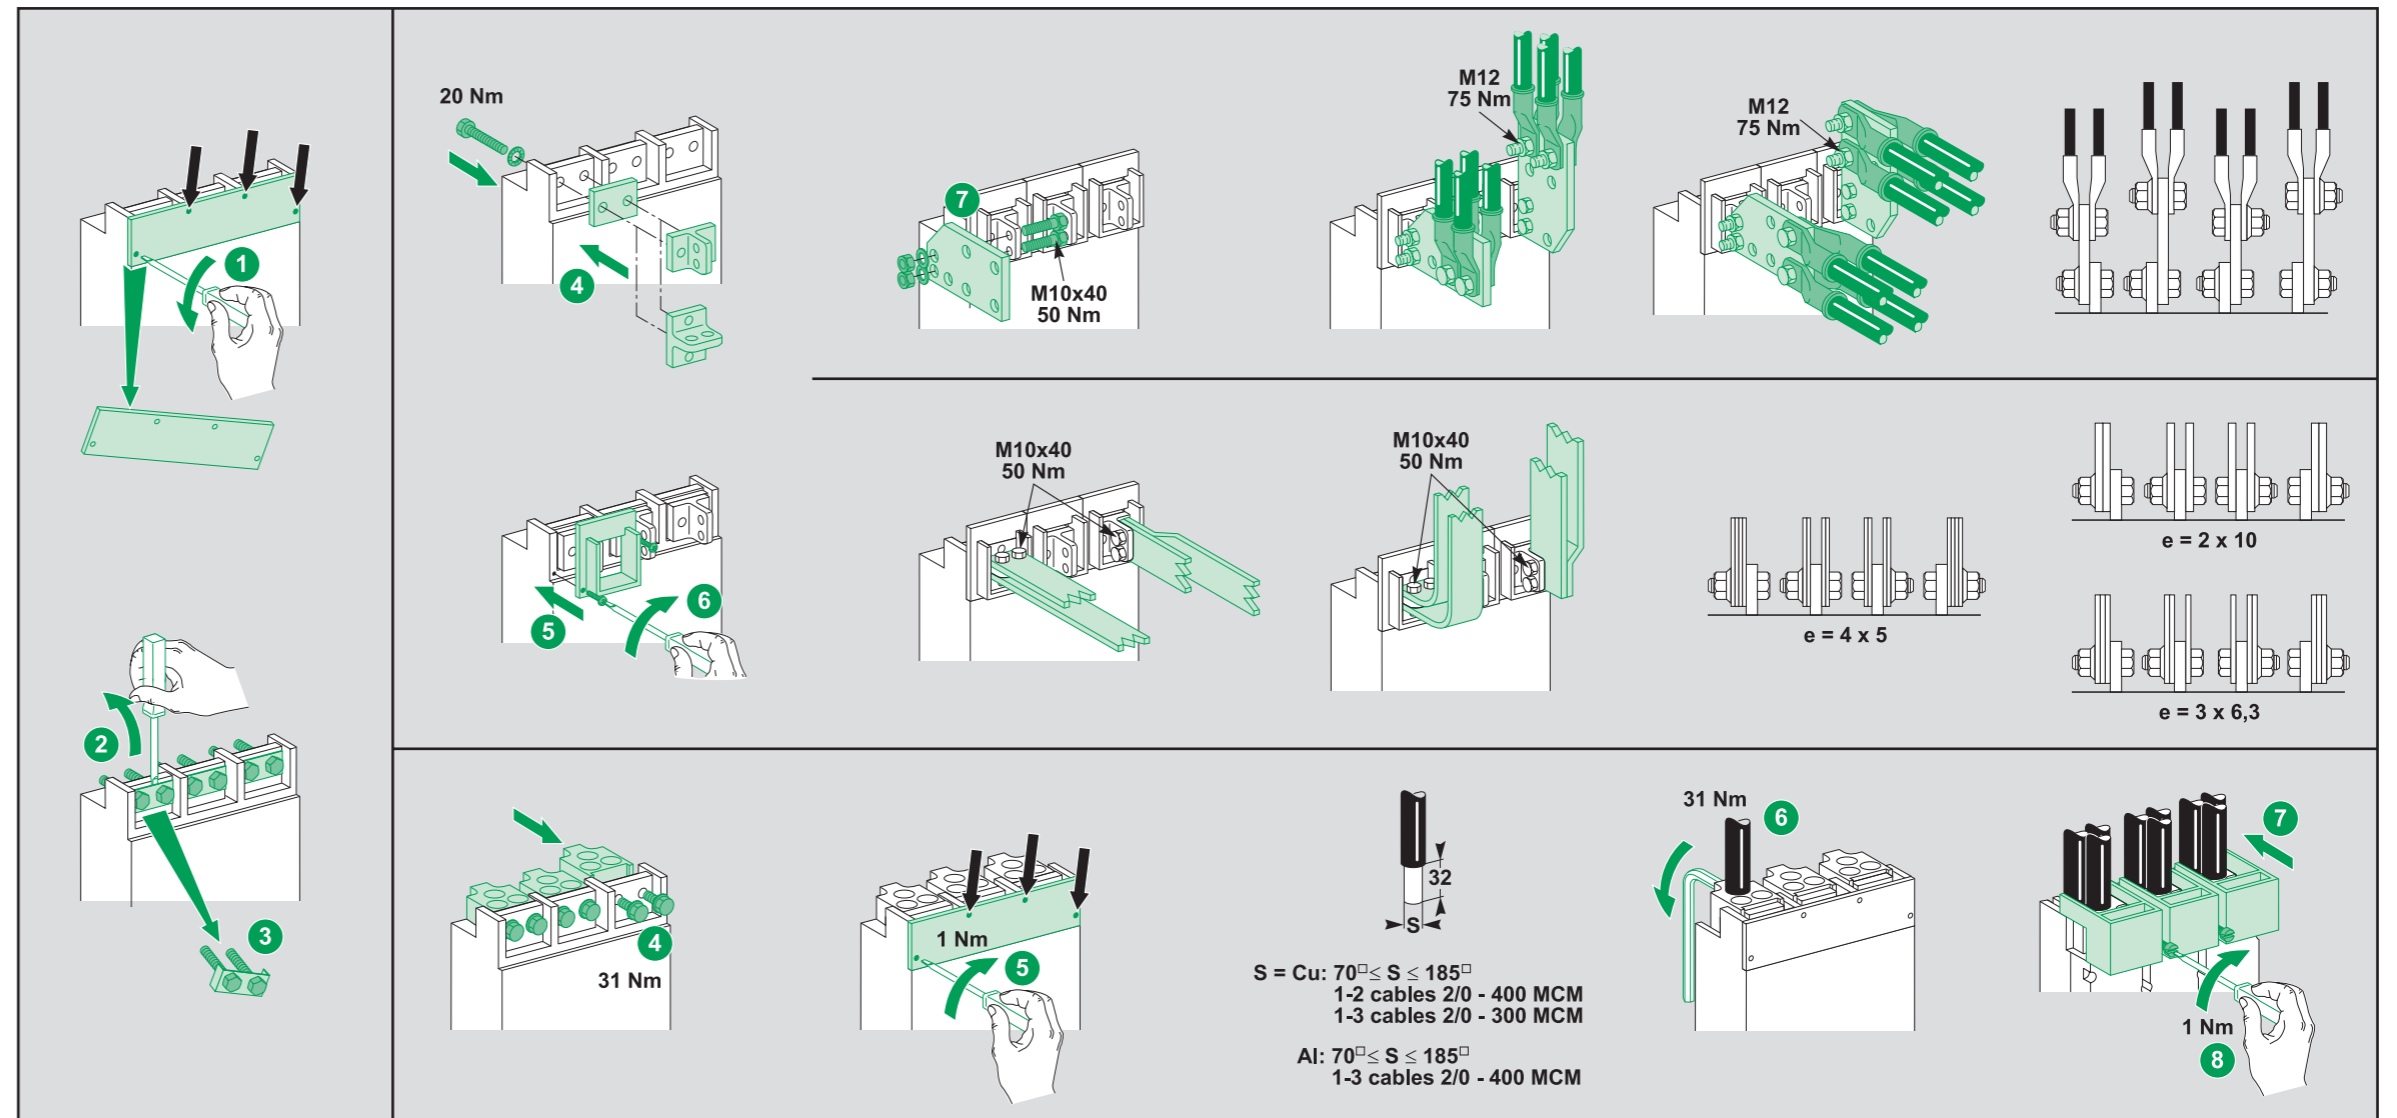 1
2
3
20 Nm
4
5
6
7
M10x40
50 Nm
M12
75 Nm
M12
75 Nm
M10x40
50 Nm
M10x40
50 Nm
e = 4 x 5
e = 2 x 10
e = 3 x 6,3
4
31 Nm
1 Nm
5
32
S
S = Cu: 70□ ≤ S ≤ 185□
1-2 cables 2/0 - 400 MCM
1-3 cables 2/0 - 300 MCM
Al: 70□ ≤ S ≤ 185□
1-3 cables 2/0 - 400 MCM
31 Nm
6
7
1 Nm
8